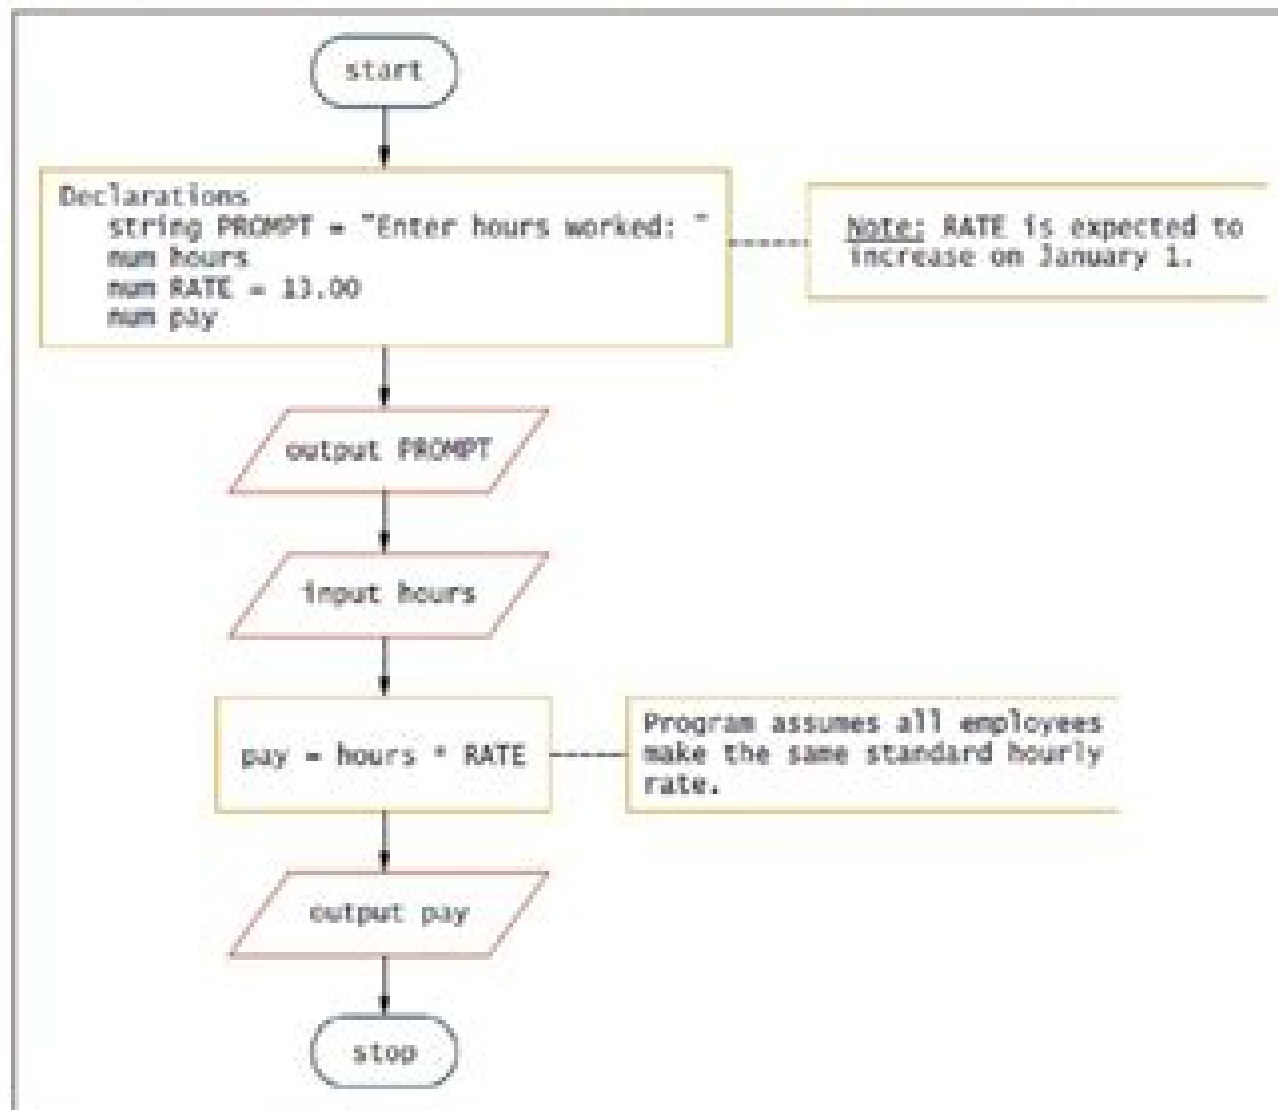 start
Declarations
string PROMPT = "Enter hours worked: "
num hours
num RATE = 13.00
num pay
Note: RATE is expected to
increase on January 1.
output PROMPT
input hours
pay = hours * RATE
Program assumes all employees
make the same standard hourly
rate.
output pay
stop